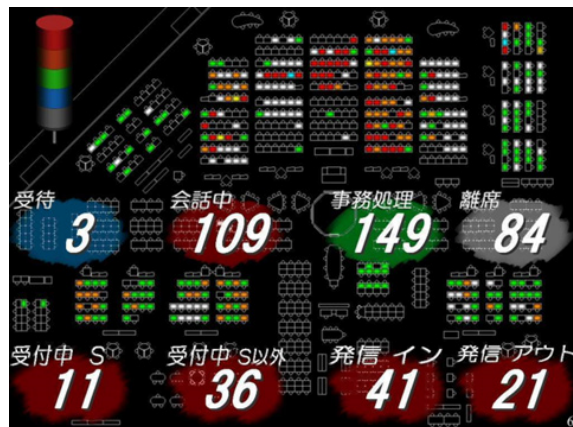 受待
会話中
事務処理
離席
3
109
149
84
受付中 S
受付中 S以外
発信 イン
発信 アウト
11
36
41
21
6